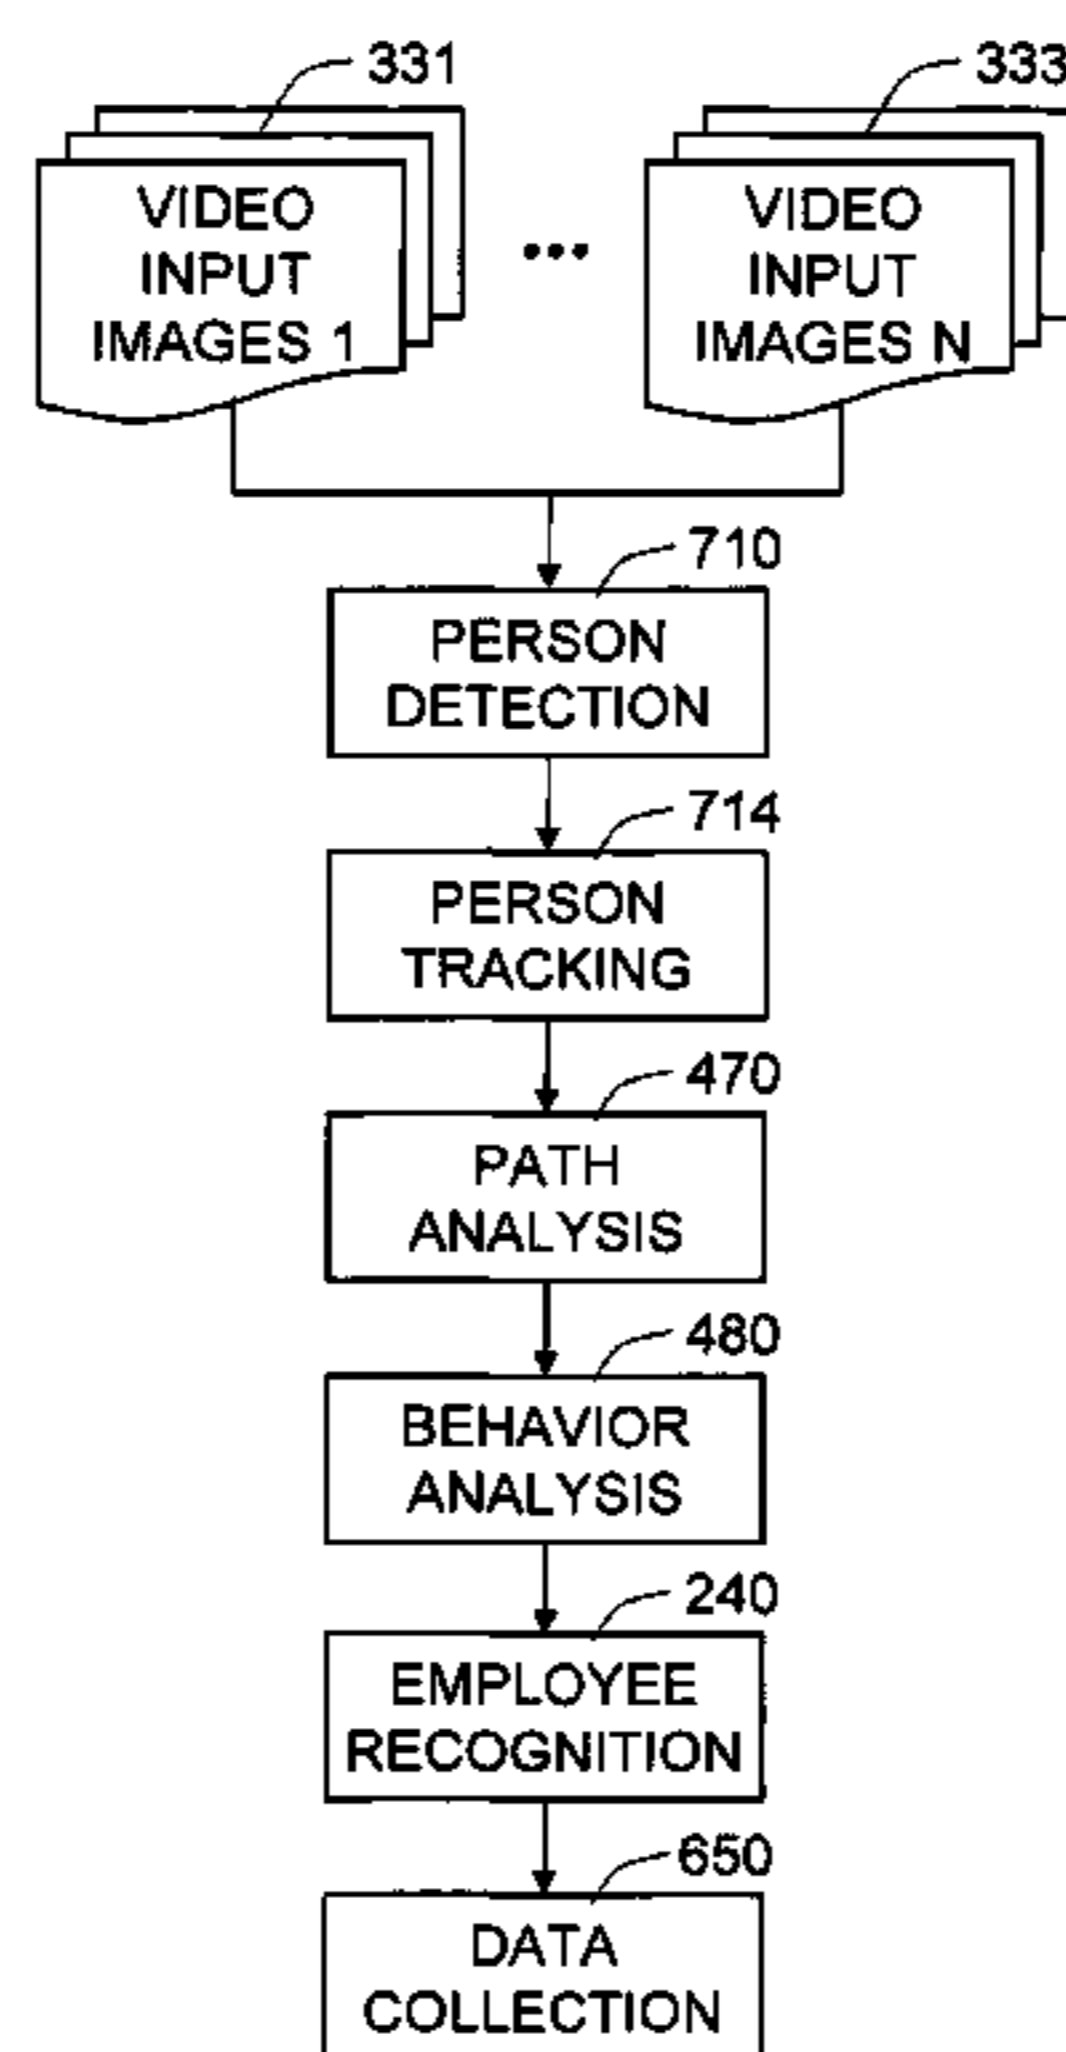 331
333
VIDEO
INPUT
IMAGES 1
...
VIDEO
INPUT
IMAGES N
710
PERSON
DETECTION
714
PERSON
TRACKING
470
PATH
ANALYSIS
480
BEHAVIOR
ANALYSIS
240
EMPLOYEE
RECOGNITION
650
DATA
COLLECTION